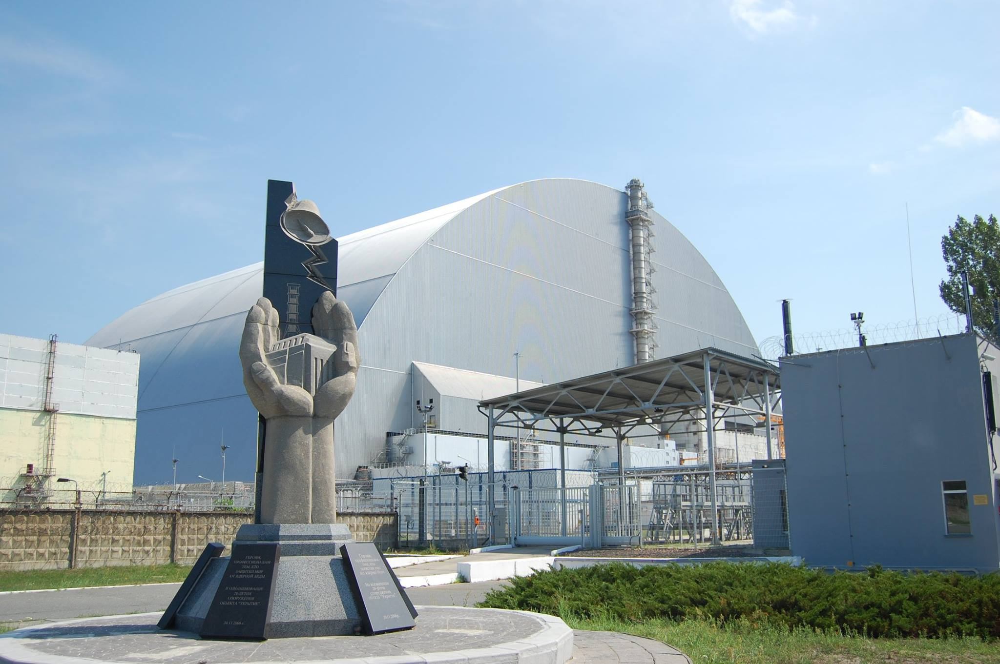 ГЕРОЯМ,
ПРОФЕССИОНАЛАМ
ТЕМ, КТО
ЗАЩИТИЛ МИР
ОТ ЯДЕРНОЙ БЕДЫ
В ОЗНАМЕНОВАНИЕ
20-ЛЕТИЯ
СООРУЖЕНИЯ
ОБЪЕКТА "УКРЫТИЕ".
30.11.2006 г.
Героям,
тим, хто
захистив світ
від ядерної біди.
На відзначення
20-річчя
спорудження
об'єкта "Укриття".
30.11.2006р.